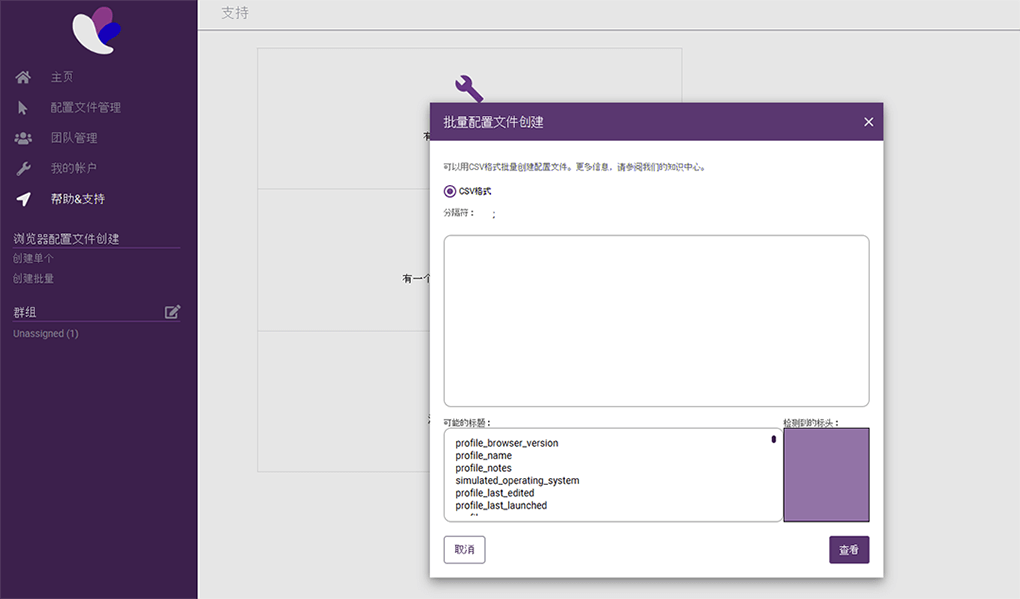 支持
主页
配置文件管理
团队管理
我的帐户
帮助&支持
浏览器配置文件创建
创建单个
创建批量
群组
Unassigned (1)
有一个
批量配置文件创建
可以用CSV格式批量创建配置文件。更多信息，请参阅我们的知识中心。
CSV格式
分隔符： ;
可能的标题：
检测到的标头：
profile_browser_version
profile_name
profile_notes
simulated_operating_system
profile_last_edited
profile_last_launched
取消
查看